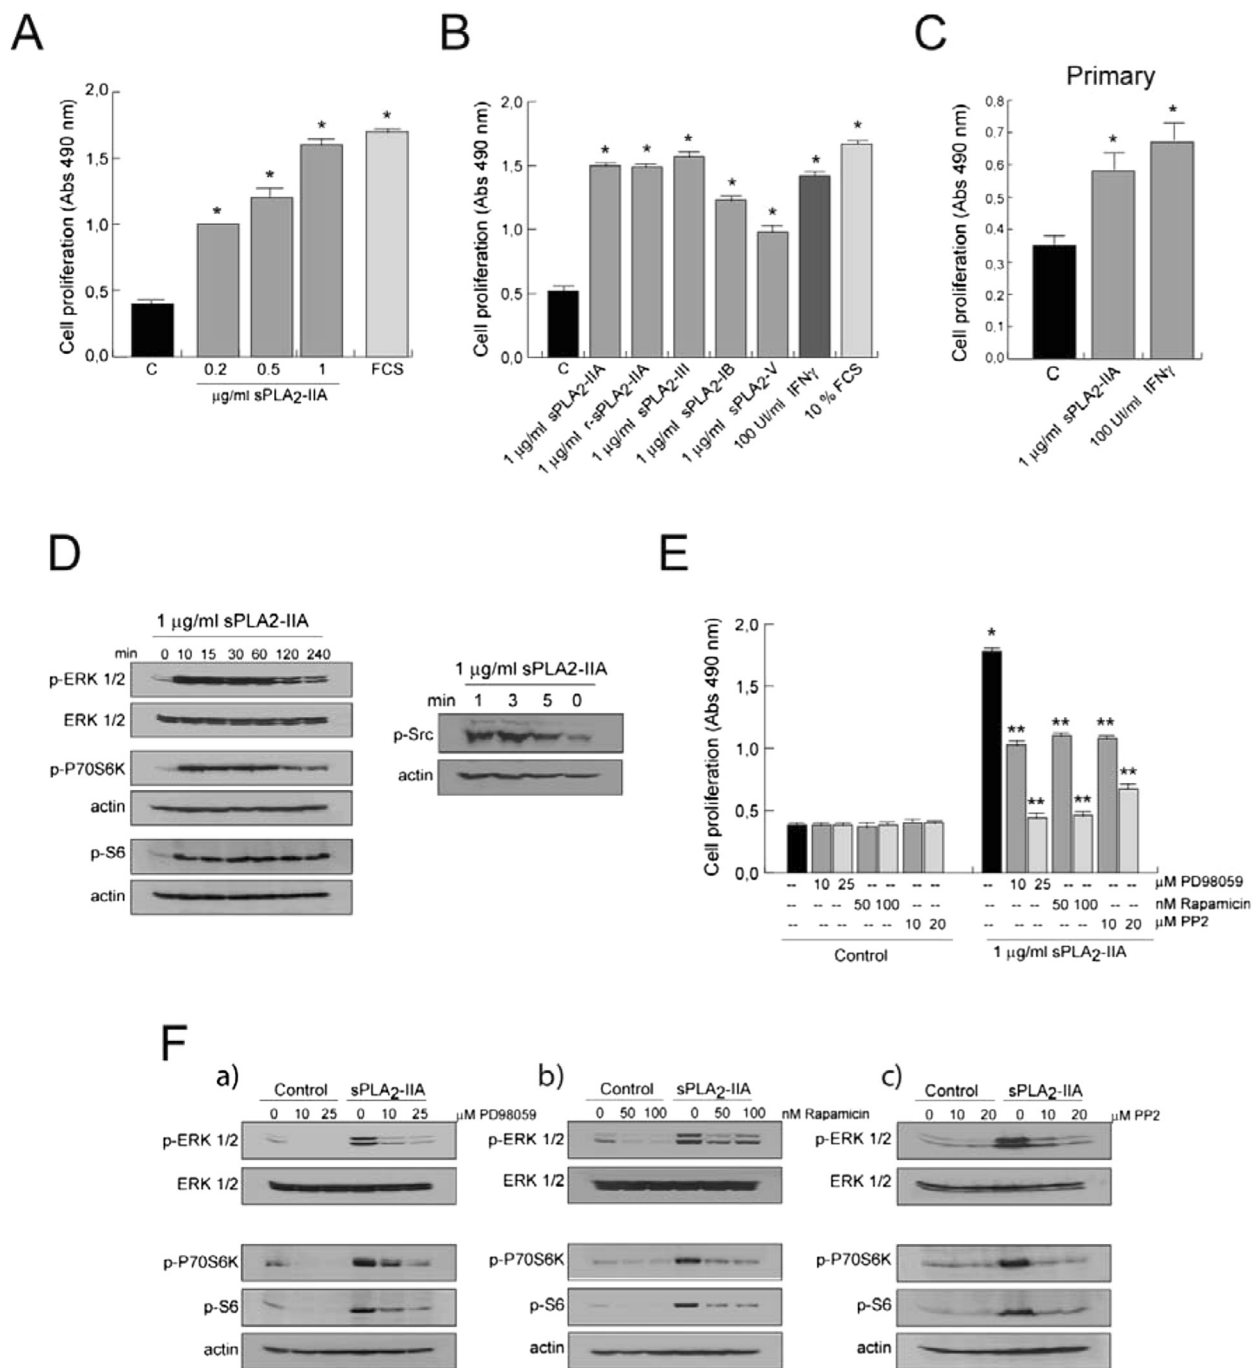 A
Cell proliferation (Abs 490 nm)
2,0
1,5
1,0
0,5
0,0
*
*
*
*
C
0.2
0.5
1
FCS
µg/ml sPLA2-IIA
B
Cell proliferation (Abs 490 nm)
2,0
1,5
1,0
0,5
0,0
*
*
*
*
*
*
*
C
1 µg/ml sPLA2-IIA
1 µg/ml r-sPLA2-IIA
1 µg/ml sPLA2-III
1 µg/ml sPLA2-IB
1 µg/ml sPLA2-V
100 UI/ml IFNγ
10 % FCS
C
Primary
Cell proliferation (Abs 490 nm)
0.8
0.7
0.6
0.5
0.4
0,3
0.2
0,1
0.0
*
*
C
1 µg/ml sPLA2-IIA
100 UI/ml IFNγ
D
1 µg/ml sPLA2-IIA
min 0 10 15 30 60 120 240
p-ERK 1/2
ERK 1/2
p-P70S6K
actin
p-S6
actin
1 µg/ml sPLA2-IIA
min 1 3 5 0
p-Src
actin
E
Cell proliferation (Abs 490 nm)
2,0
1,5
1,0
0,5
0,0
*
**
**
**
**
**
**
-- 10 25 -- -- -- -- -- 10 25 -- -- -- -- µM PD98059
-- -- -- 50 100 -- -- -- -- -- 50 100 -- -- nM Rapamicin
-- -- -- -- -- 10 20 -- -- -- -- -- 10 20 µM PP2
Control
1 µg/ml sPLA2-IIA
F
a)
Control sPLA2-IIA
0 10 25 0 10 25 µM PD98059
p-ERK 1/2
ERK 1/2
p-P70S6K
p-S6
actin
b)
Control sPLA2-IIA
0 50 100 0 50 100 nM Rapamicin
p-ERK 1/2
ERK 1/2
p-P70S6K
p-S6
actin
c)
Control sPLA2-IIA
0 10 20 0 10 20 µM PP2
p-ERK 1/2
ERK 1/2
p-P70S6K
p-S6
actin